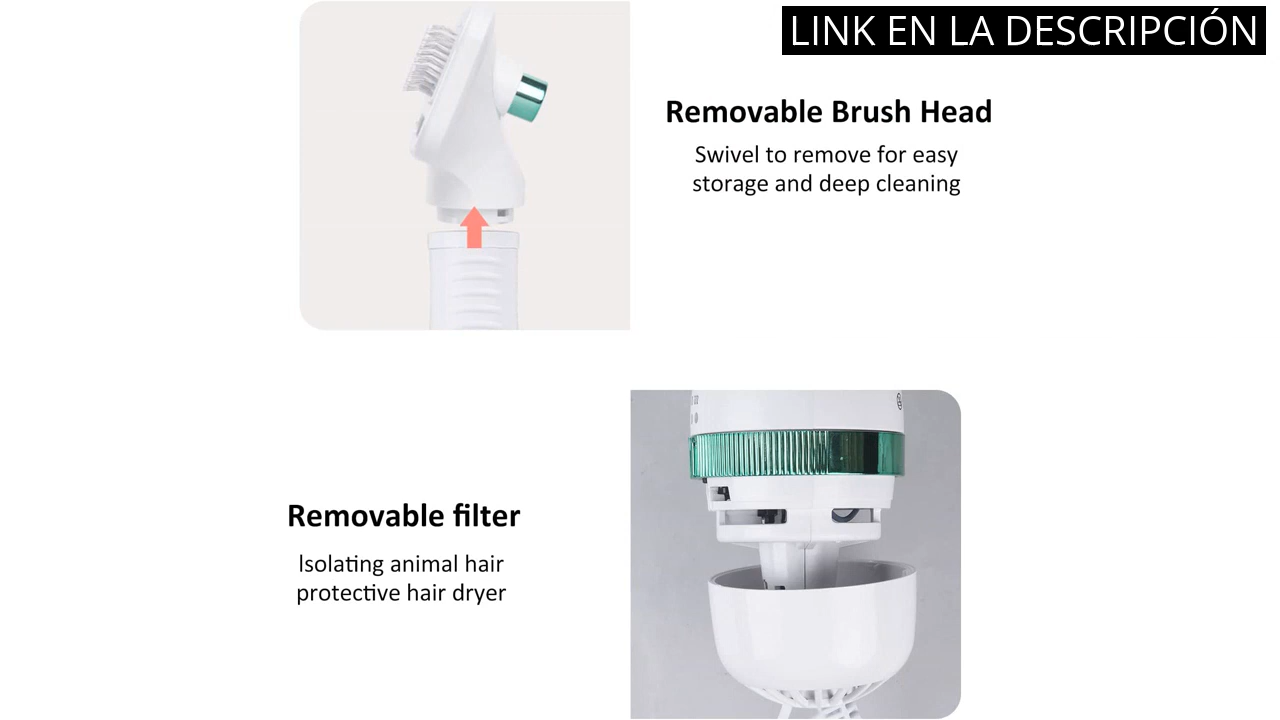 LINK EN LA DESCRIPCIÓN
Removable Brush Head
Swivel to remove for easy
storage and deep cleaning
Removable filter
Isolating animal hair
protective hair dryer